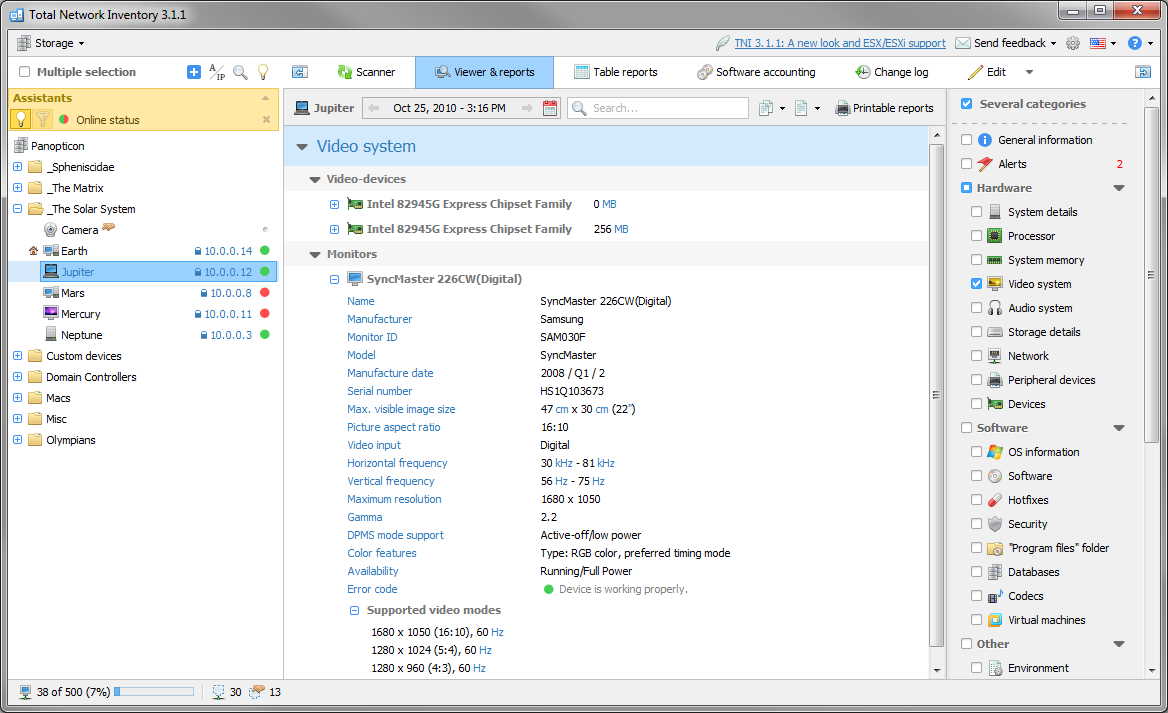 Total Network Inventory 3.1.1
Storage
TNI 3.1.1: A new look and ESX/ESXi support
Send feedback
Multiple selection
A/IP
Scanner
Viewer & reports
Table reports
Software accounting
Change log
Edit
Assistants
Online status
Panopticon
_Spheniscidae
_The Matrix
_The Solar System
Camera
Earth 10.0.0.14
Jupiter 10.0.0.12
Mars 10.0.0.8
Mercury 10.0.0.11
Neptune 10.0.0.3
Custom devices
Domain Controllers
Macs
Misc
Olympians
Jupiter
Oct 25, 2010 - 3:16 PM
Search...
Printable reports
Video system
Video-devices
Intel 82945G Express Chipset Family 0 MB
Intel 82945G Express Chipset Family 256 MB
Monitors
SyncMaster 226CW(Digital)
Name SyncMaster 226CW(Digital)
Manufacturer Samsung
Monitor ID SAM030F
Model SyncMaster
Manufacture date 2008 / Q1 / 2
Serial number HS1Q103673
Max. visible image size 47 cm x 30 cm (22")
Picture aspect ratio 16:10
Video input Digital
Horizontal frequency 30 kHz - 81 kHz
Vertical frequency 56 Hz - 75 Hz
Maximum resolution 1680 x 1050
Gamma 2.2
DPMS mode support Active-off/low power
Color features Type: RGB color, preferred timing mode
Availability Running/Full Power
Error code Device is working properly.
Supported video modes
1680 x 1050 (16:10), 60 Hz
1280 x 1024 (5:4), 60 Hz
1280 x 960 (4:3), 60 Hz
Several categories
General information
Alerts 2
Hardware
System details
Processor
System memory
Video system
Audio system
Storage details
Network
Peripheral devices
Devices
Software
OS information
Software
Hotfixes
Security
"Program files" folder
Databases
Codecs
Virtual machines
Other
Environment
38 of 500 (7%)
30
13